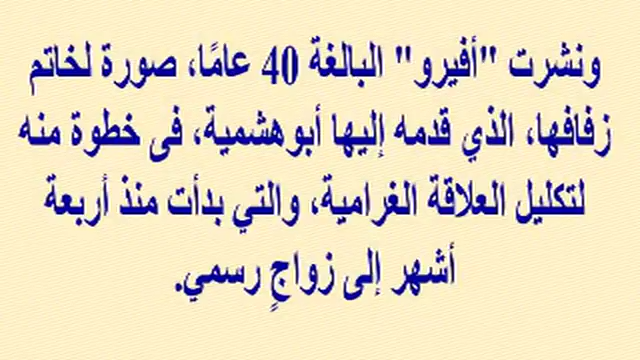 ونشرت "أفيرو" البالغة 40 عامًا، صورة لخاتم
زفافها، الذي قدمه إليها أبوهشمية، فى خطوة منه
لتكليل العلاقة الغرامية، والتي بدأت منذ أربعة
أشهر إلى زواجٍ رسمي.